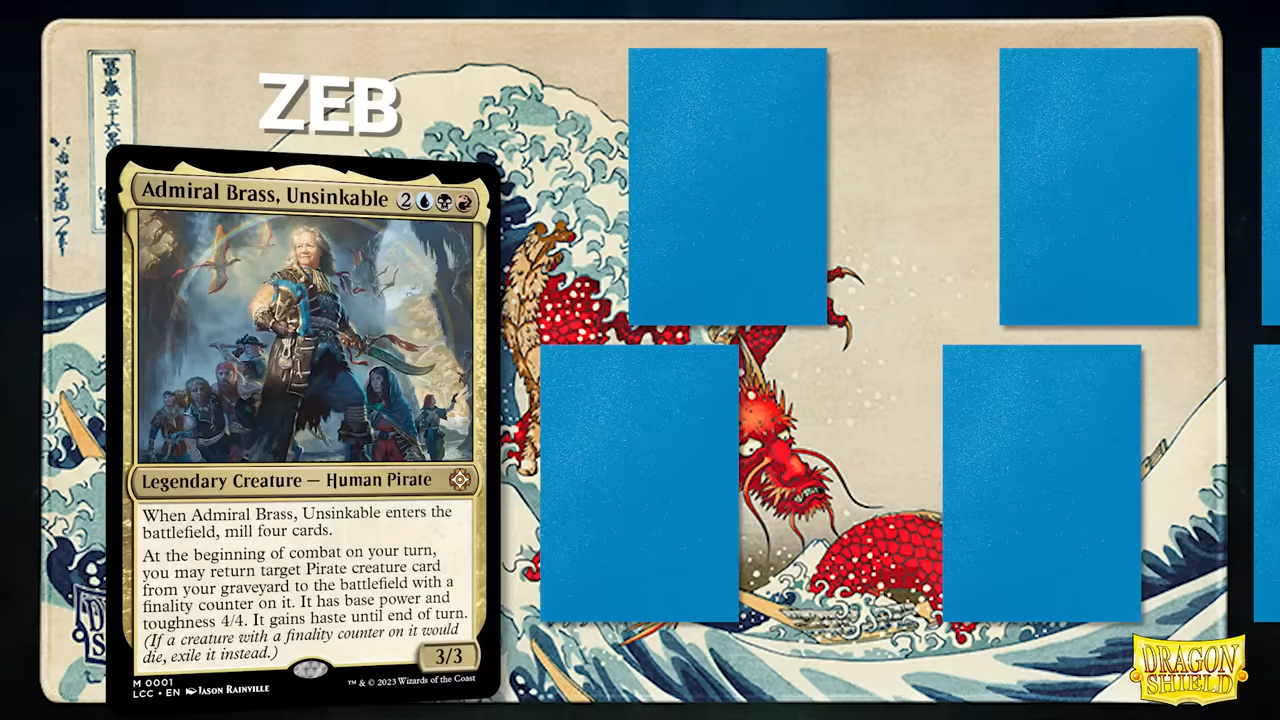 ZEB
Admiral Brass, Unsinkable 2
Legendary Creature — Human Pirate
When Admiral Brass, Unsinkable enters the
battlefield, mill four cards.
At the beginning of combat on your turn,
you may return target Pirate creature card
from your graveyard to the battlefield with a
finality counter on it. It has base power and
toughness 4/4. It gains haste until end of turn.
(If a creature with a finality counter on it would
die, exile it instead.)
3/3
M 0001
LCC • EN JASON RAINVILLE
™ & © 2023 Wizards of the Coast
DRAGON
SHIELD